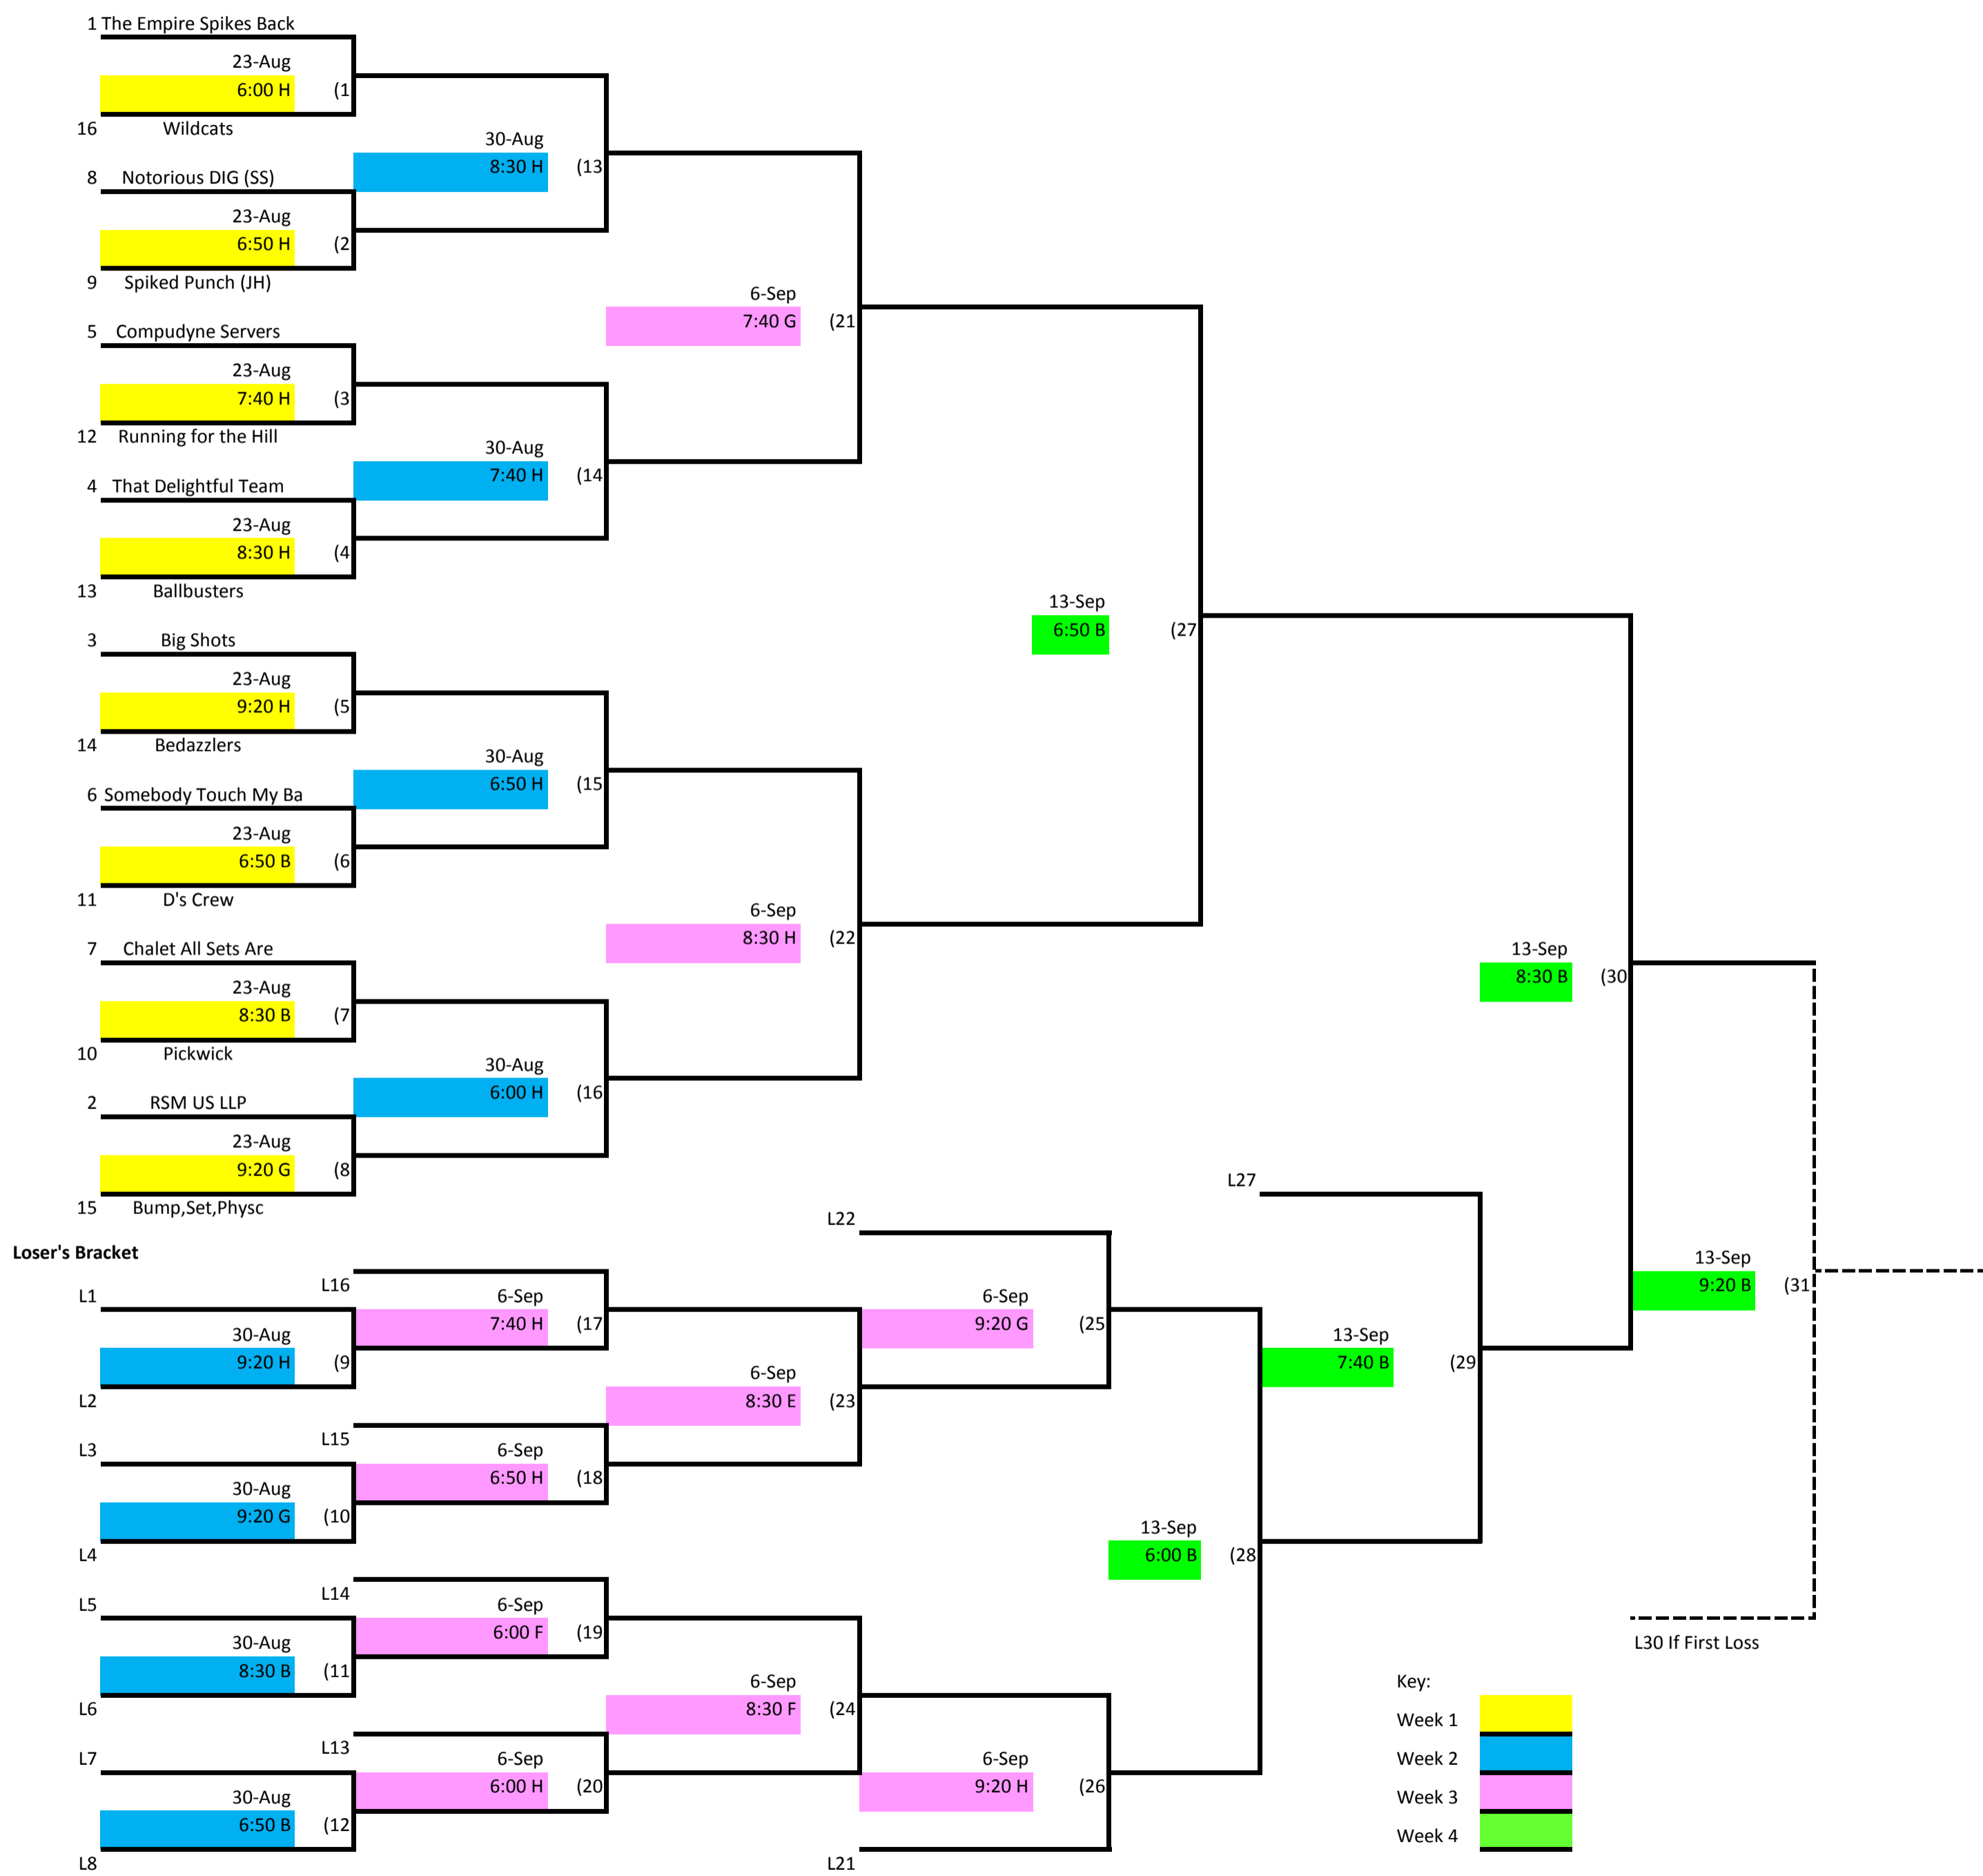 1 The Empire Spikes Back
23-Aug
6:00 H (1
16 Wildcats
30-Aug
8:30 H (13
8 Notorious DIG (SS)
23-Aug
6:50 H (2
9 Spiked Punch (JH)
6-Sep
7:40 G (21
5 Compudyne Servers
23-Aug
7:40 H (3
12 Running for the Hill
30-Aug
7:40 H (14
4 That Delightful Team
23-Aug
8:30 H (4
13 Ballbusters
13-Sep
6:50 B (27
3 Big Shots
23-Aug
9:20 H (5
14 Bedazzlers
30-Aug
6:50 H (15
6 Somebody Touch My Ba
23-Aug
6:50 B (6
11 D's Crew
6-Sep
8:30 H (22
7 Chalet All Sets Are
13-Sep
8:30 B (30
23-Aug
8:30 B (7
10 Pickwick
30-Aug
6:00 H (16
2 RSM US LLP
23-Aug
9:20 G (8
15 Bump,Set,Physc
L27
L22
Loser's Bracket
13-Sep
9:20 B (31
L16
L1
6-Sep
7:40 H (17
6-Sep
9:20 G (25
30-Aug
9:20 H (9
13-Sep
7:40 B (29
L2
6-Sep
8:30 E (23
L15
L3
6-Sep
6:50 H (18
30-Aug
9:20 G (10
13-Sep
6:00 B (28
L4
L14
L5
6-Sep
6:00 F (19
30-Aug
8:30 B (11
L30 If First Loss
L6
6-Sep
8:30 F (24
Key:
Week 1
Week 2
Week 3
Week 4
L13
L7
6-Sep
6:00 H (20
6-Sep
9:20 H (26
30-Aug
6:50 B (12
L8
L21